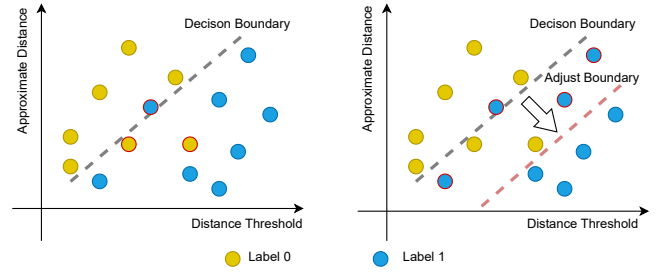 Decison Boundary
Approximate Distance
Distance Threshold
Decison Boundary
Adjust Boundary
Approximate Distance
Distance Threshold
Label 0
Label 1